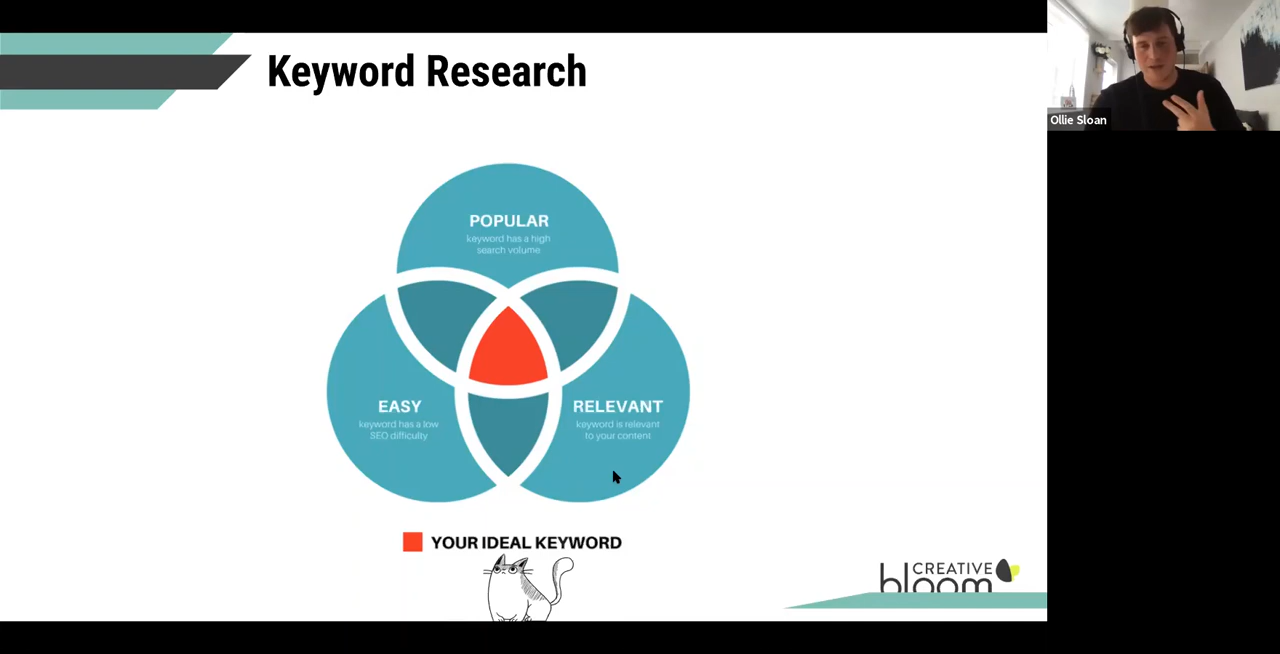 Keyword Research
Ollie Sloan
POPULAR
keyword has a high
search volume
EASY
keyword has a low
SEO difficulty
RELEVANT
keyword is relevant
to your content
YOUR IDEAL KEYWORD
CREATIVE
bloom